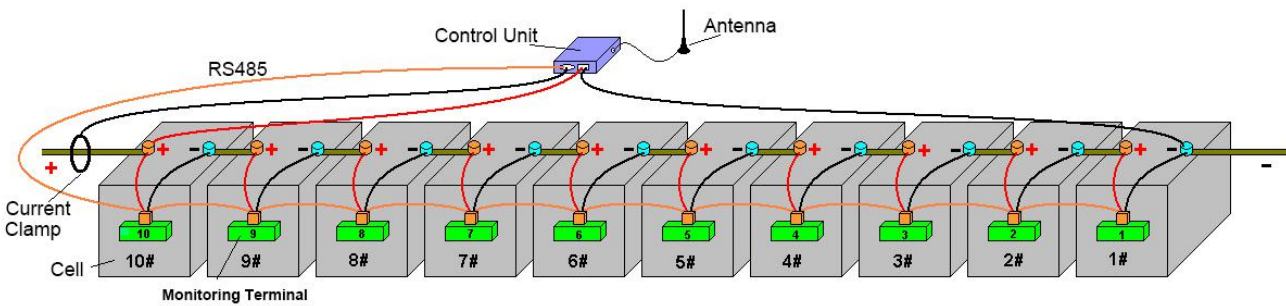 Control Unit
Antenna
RS485
+ - + - + - + - + - + - + - + - + - + -
+
-
Current
Clamp
10 9 8 7 6 5 4 3 2 1
Cell
10# 9# 8# 7# 6# 5# 4# 3# 2# 1#
Monitoring Terminal